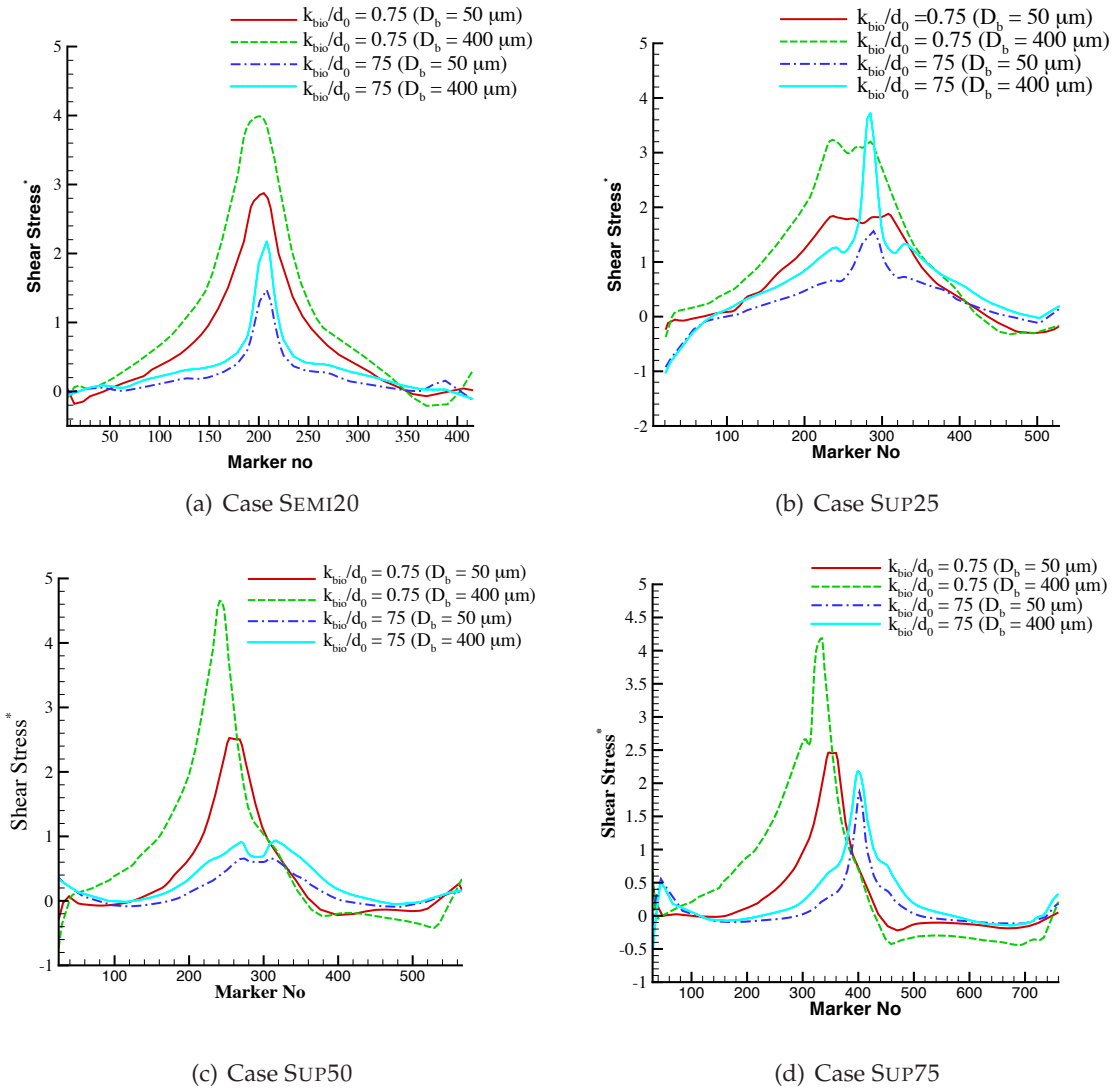 k_bio/d_0 = 0.75 (D_b = 50 µm)
k_bio/d_0 = 0.75 (D_b = 400 µm)
k_bio/d_0 = 75 (D_b = 50 µm)
k_bio/d_0 = 75 (D_b = 400 µm)
5
4
3
2
1
0
Shear Stress*
50 100 150 200 250 300 350 400
Marker no
(a) Case SEMI20
k_bio/d_0 =0.75 (D_b = 50 µm)
k_bio/d_0 = 0.75 (D_b = 400 µm)
k_bio/d_0 = 75 (D_b = 50 µm)
k_bio/d_0 = 75 (D_b = 400 µm)
5
4
3
2
1
0
-1
-2
Shear Stress*
100 200 300 400 500
Marker No
(b) Case SUP25
k_bio/d_0 = 0.75 (D_b = 50 µm)
k_bio/d_0 = 0.75 (D_b = 400 µm)
k_bio/d_0 = 75 (D_b = 50 µm)
k_bio/d_0 = 75 (D_b = 400 µm)
5
4
3
2
1
0
-1
Shear Stress*
100 200 300 400 500
Marker No
(c) Case SUP50
k_bio/d_0 = 0.75 (D_b = 50 µm)
k_bio/d_0 = 0.75 (D_b = 400 µm)
k_bio/d_0 = 75 (D_b = 50 µm)
k_bio/d_0 = 75 (D_b = 400 µm)
5
4.5
4
3.5
3
2.5
2
1.5
1
0.5
0
-0.5
-1
Shear Stress*
100 200 300 400 500 600 700
Marker No
(d) Case SUP75